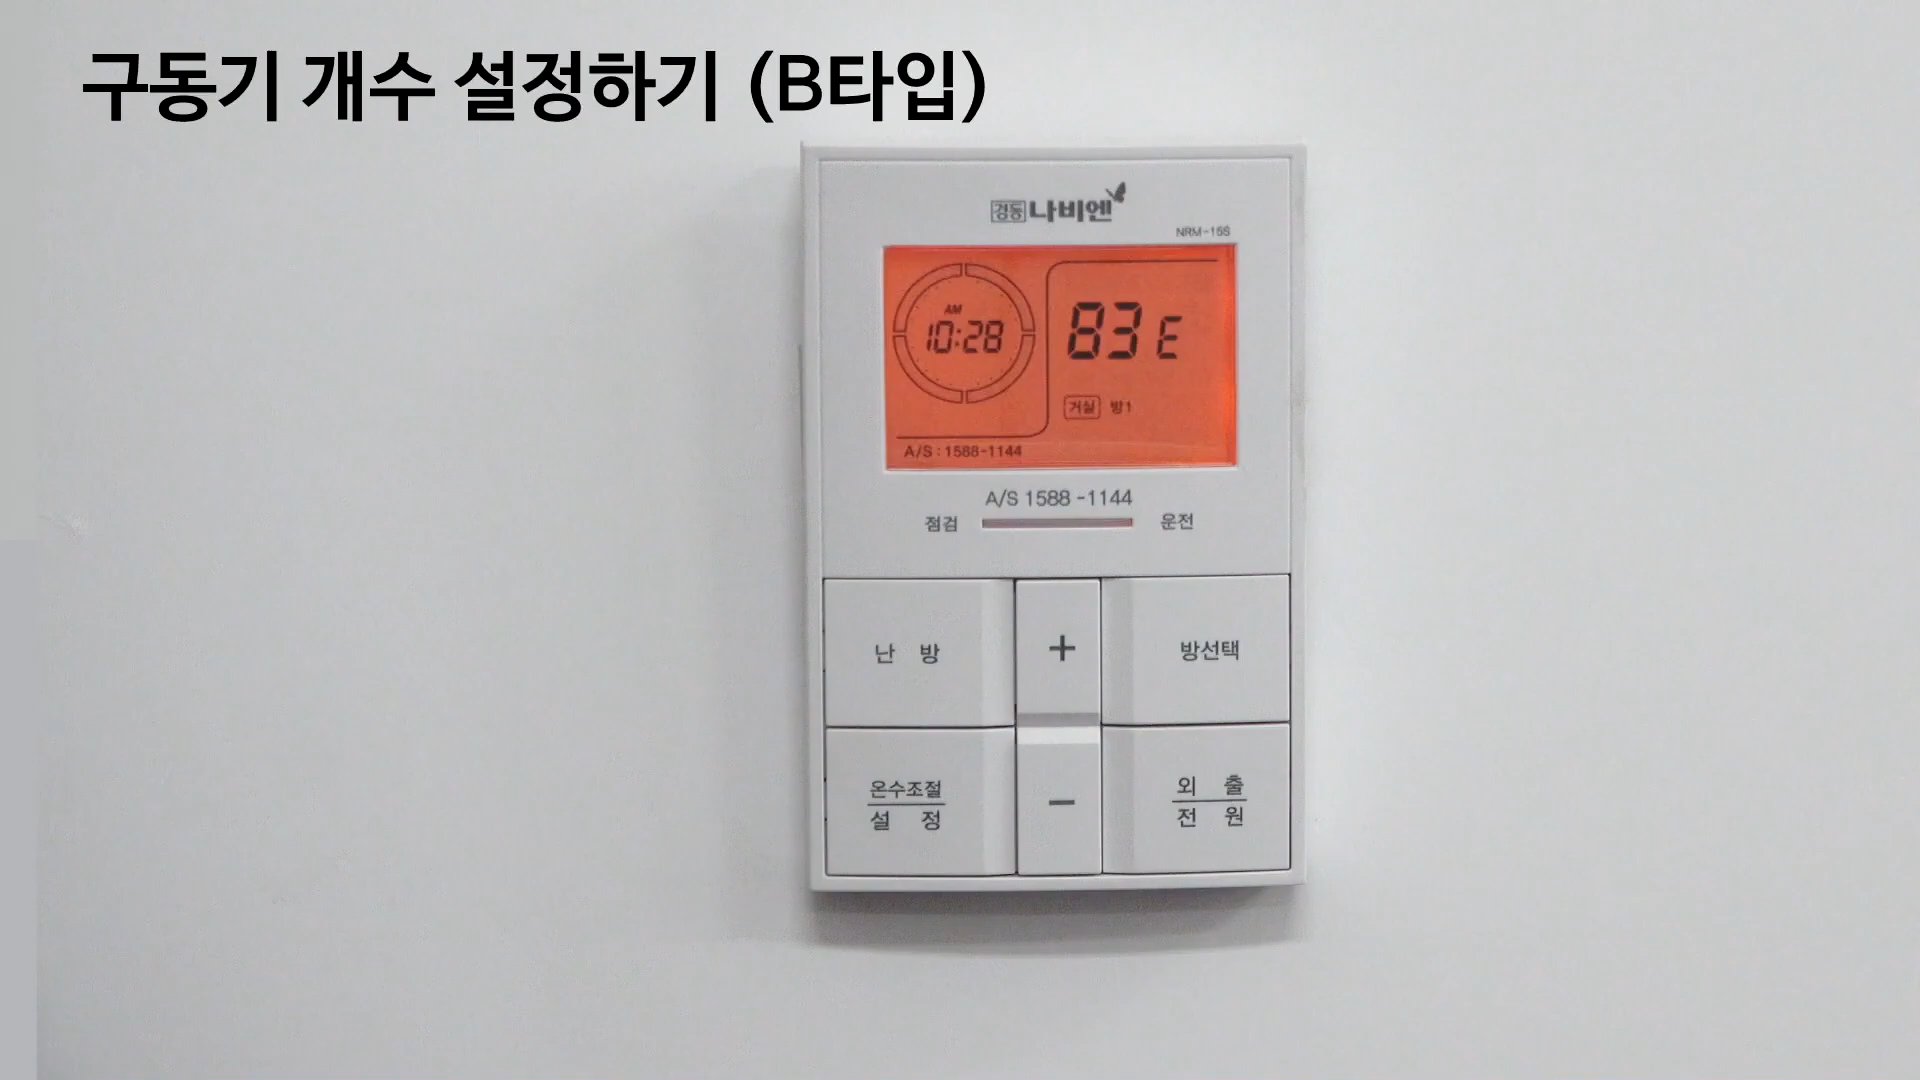 구동기 개수 설정하기 (B타입)
경동 나비엔
NRM-15S
AM
10:28
83 E
거실 방1
A/S : 1588-1144
A/S 1588 -1144
점검 운전
난 방
+
방선택
온수조절
설 정
-
외 출
전 원